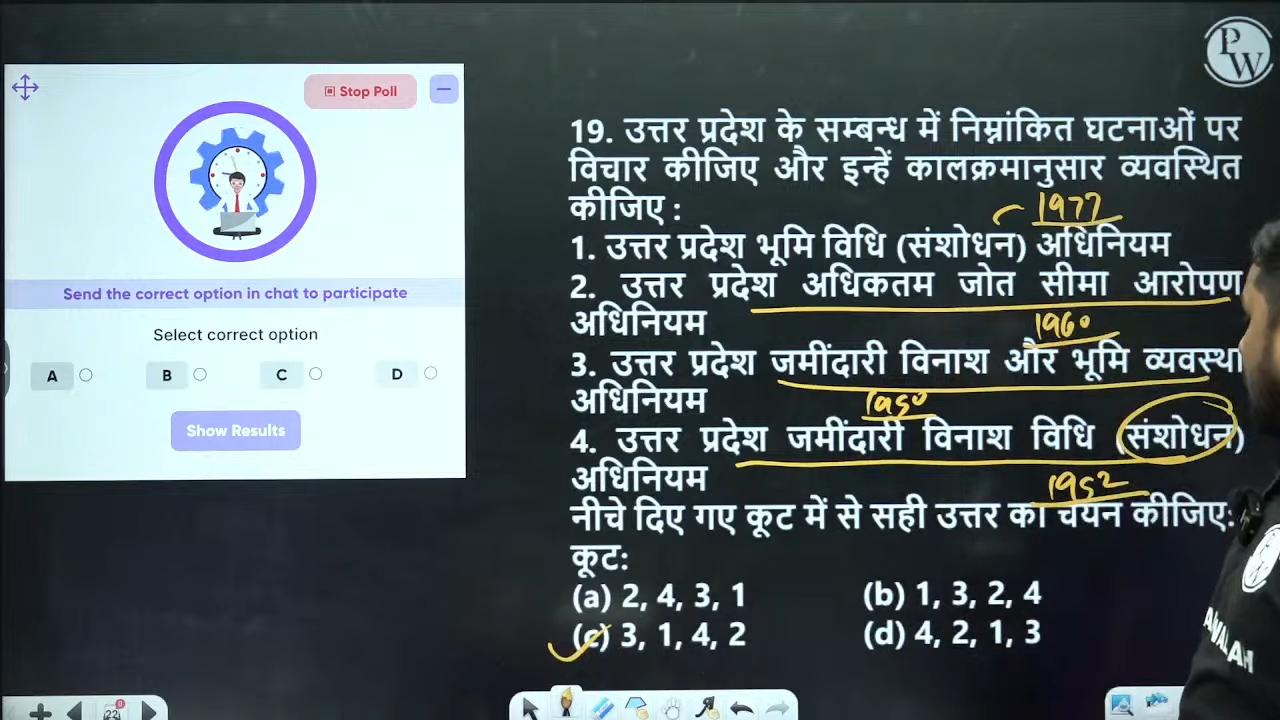 PW
Stop Poll
Send the correct option in chat to participate
Select correct option
A
B
C
D
Show Results
19. उत्तर प्रदेश के सम्बन्ध में निम्नांकित घटनाओं पर
विचार कीजिए और इन्हें कालक्रमानुसार व्यवस्थित
कीजिए :
1977
1. उत्तर प्रदेश भूमि विधि (संशोधन) अधिनियम
2. उत्तर प्रदेश अधिकतम जोत सीमा आरोपण
अधिनियम
1960
3. उत्तर प्रदेश जमींदारी विनाश और भूमि व्यवस्था
अधिनियम
1950
4. उत्तर प्रदेश जमींदारी विनाश विधि (संशोधन)
अधिनियम
1952
नीचे दिए गए कूट में से सही उत्तर का चयन कीजिए:
कूट:
(a) 2, 4, 3, 1
(b) 1, 3, 2, 4
(c) 3, 1, 4, 2
(d) 4, 2, 1, 3
22
8